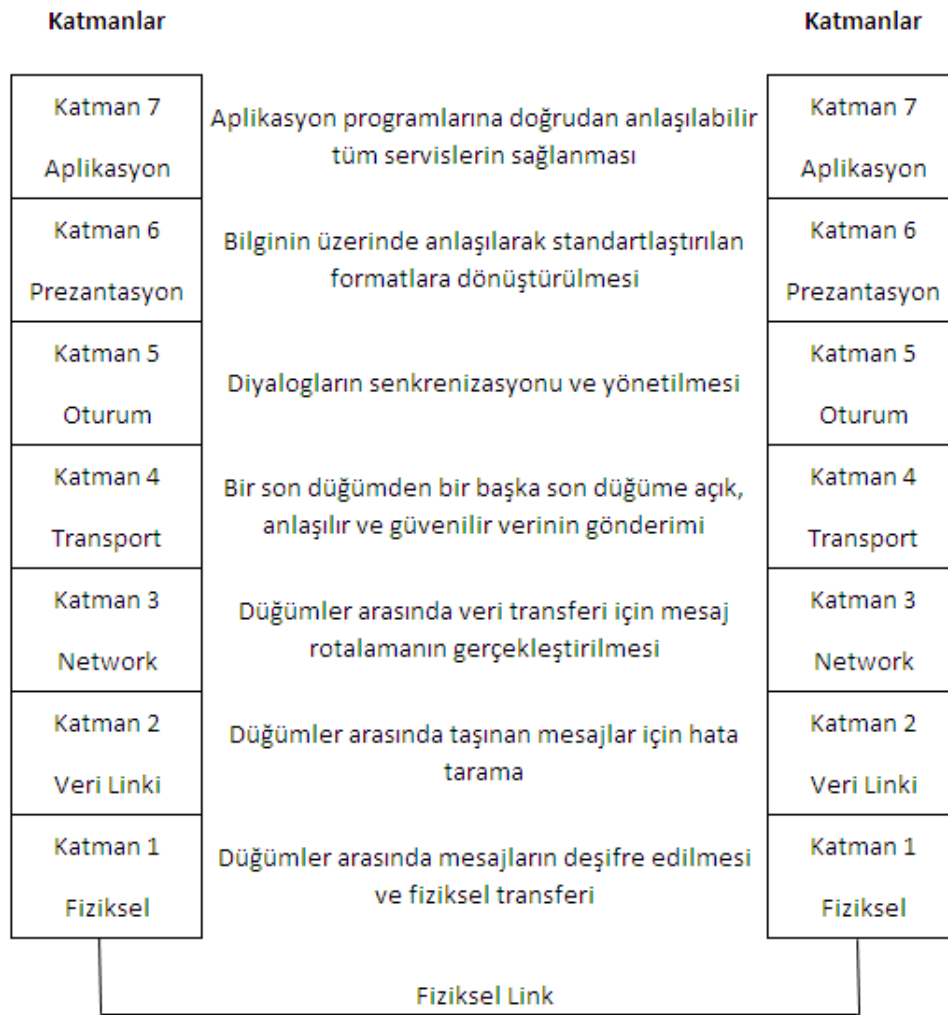 Katmanlar
Katmanlar
Katman 7
Aplikasyon
Aplikasyon programlarına doğrudan anlaşılabilir
tüm servislerin sağlanması
Katman 7
Aplikasyon
Katman 6
Prezantasyon
Bilginin üzerinde anlaşılarak standartlaştırılan
formatlara dönüştürülmesi
Katman 6
Prezantasyon
Katman 5
Oturum
Diyalogların senkrenizasyonu ve yönetilmesi
Katman 5
Oturum
Katman 4
Transport
Bir son düğümden bir başka son düğüme açık,
anlaşılır ve güvenilir verinin gönderimi
Katman 4
Transport
Katman 3
Network
Düğümler arasında veri transferi için mesaj
rotalamanın gerçekleştirilmesi
Katman 3
Network
Katman 2
Veri Linki
Düğümler arasında taşınan mesajlar için hata
tarama
Katman 2
Veri Linki
Katman 1
Fiziksel
Düğümler arasında mesajların deşifre edilmesi
ve fiziksel transferi
Katman 1
Fiziksel
Fiziksel Link